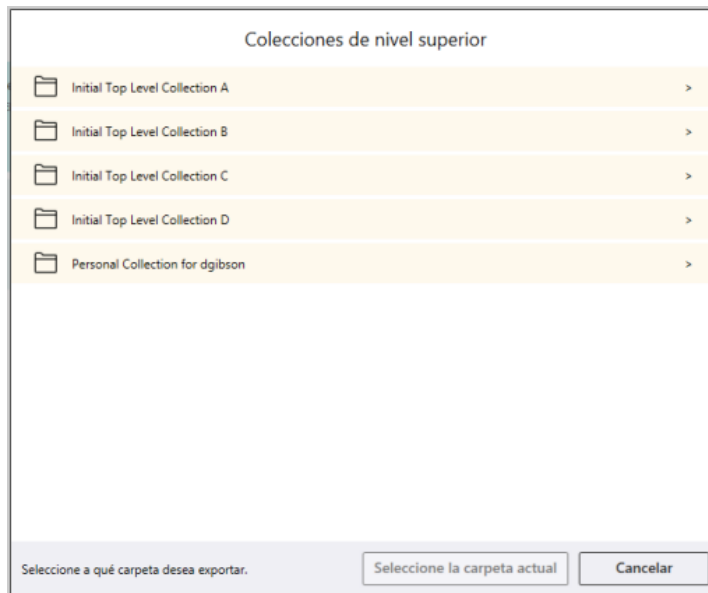 Colecciones de nivel superior
Initial Top Level Collection A >
Initial Top Level Collection B >
Initial Top Level Collection C >
Initial Top Level Collection D >
Personal Collection for dgibson >
Seleccione a qué carpeta desea exportar. Seleccione la carpeta actual Cancelar